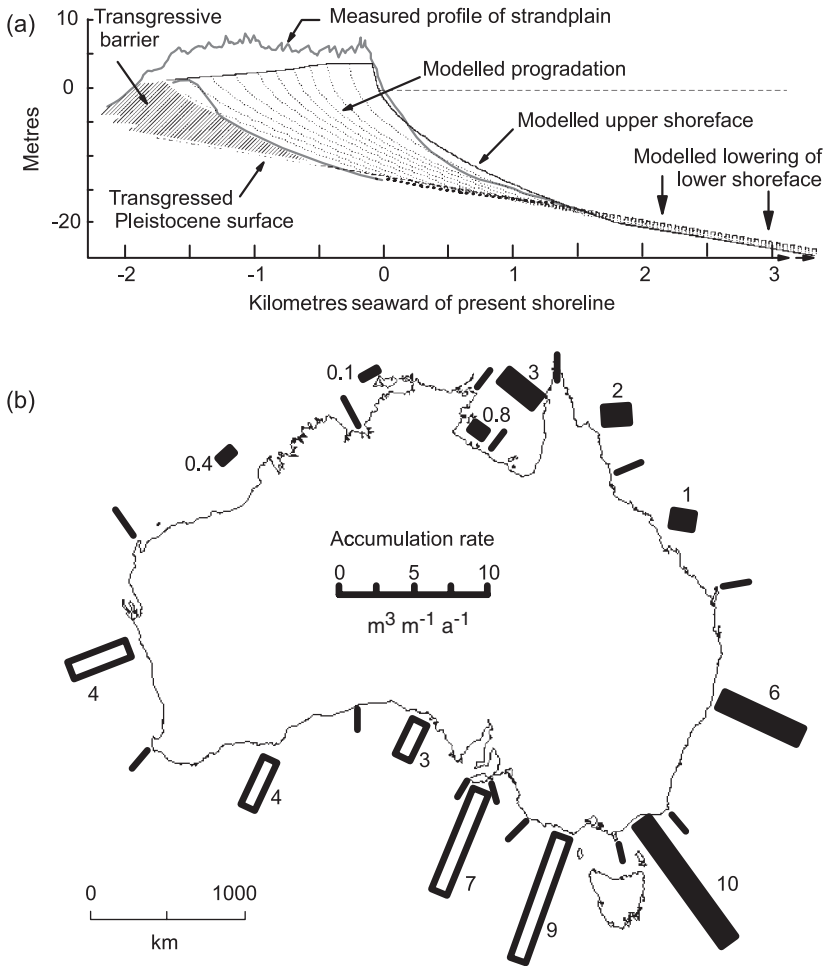 (a)
Transgressive
barrier
Measured profile of strandplain
Modelled progradation
Modelled upper shoreface
Modelled lowering of
lower shoreface
Transgressed
Pleistocene surface
Metres
10
0
-20
-2
-1
0
1
2
3
Kilometres seaward of present shoreline
(b)
0.1
3
2
0.8
0.4
1
Accumulation rate
0
5
10
m³ m⁻¹ a⁻¹
4
6
3
4
7
10
9
0
1000
km